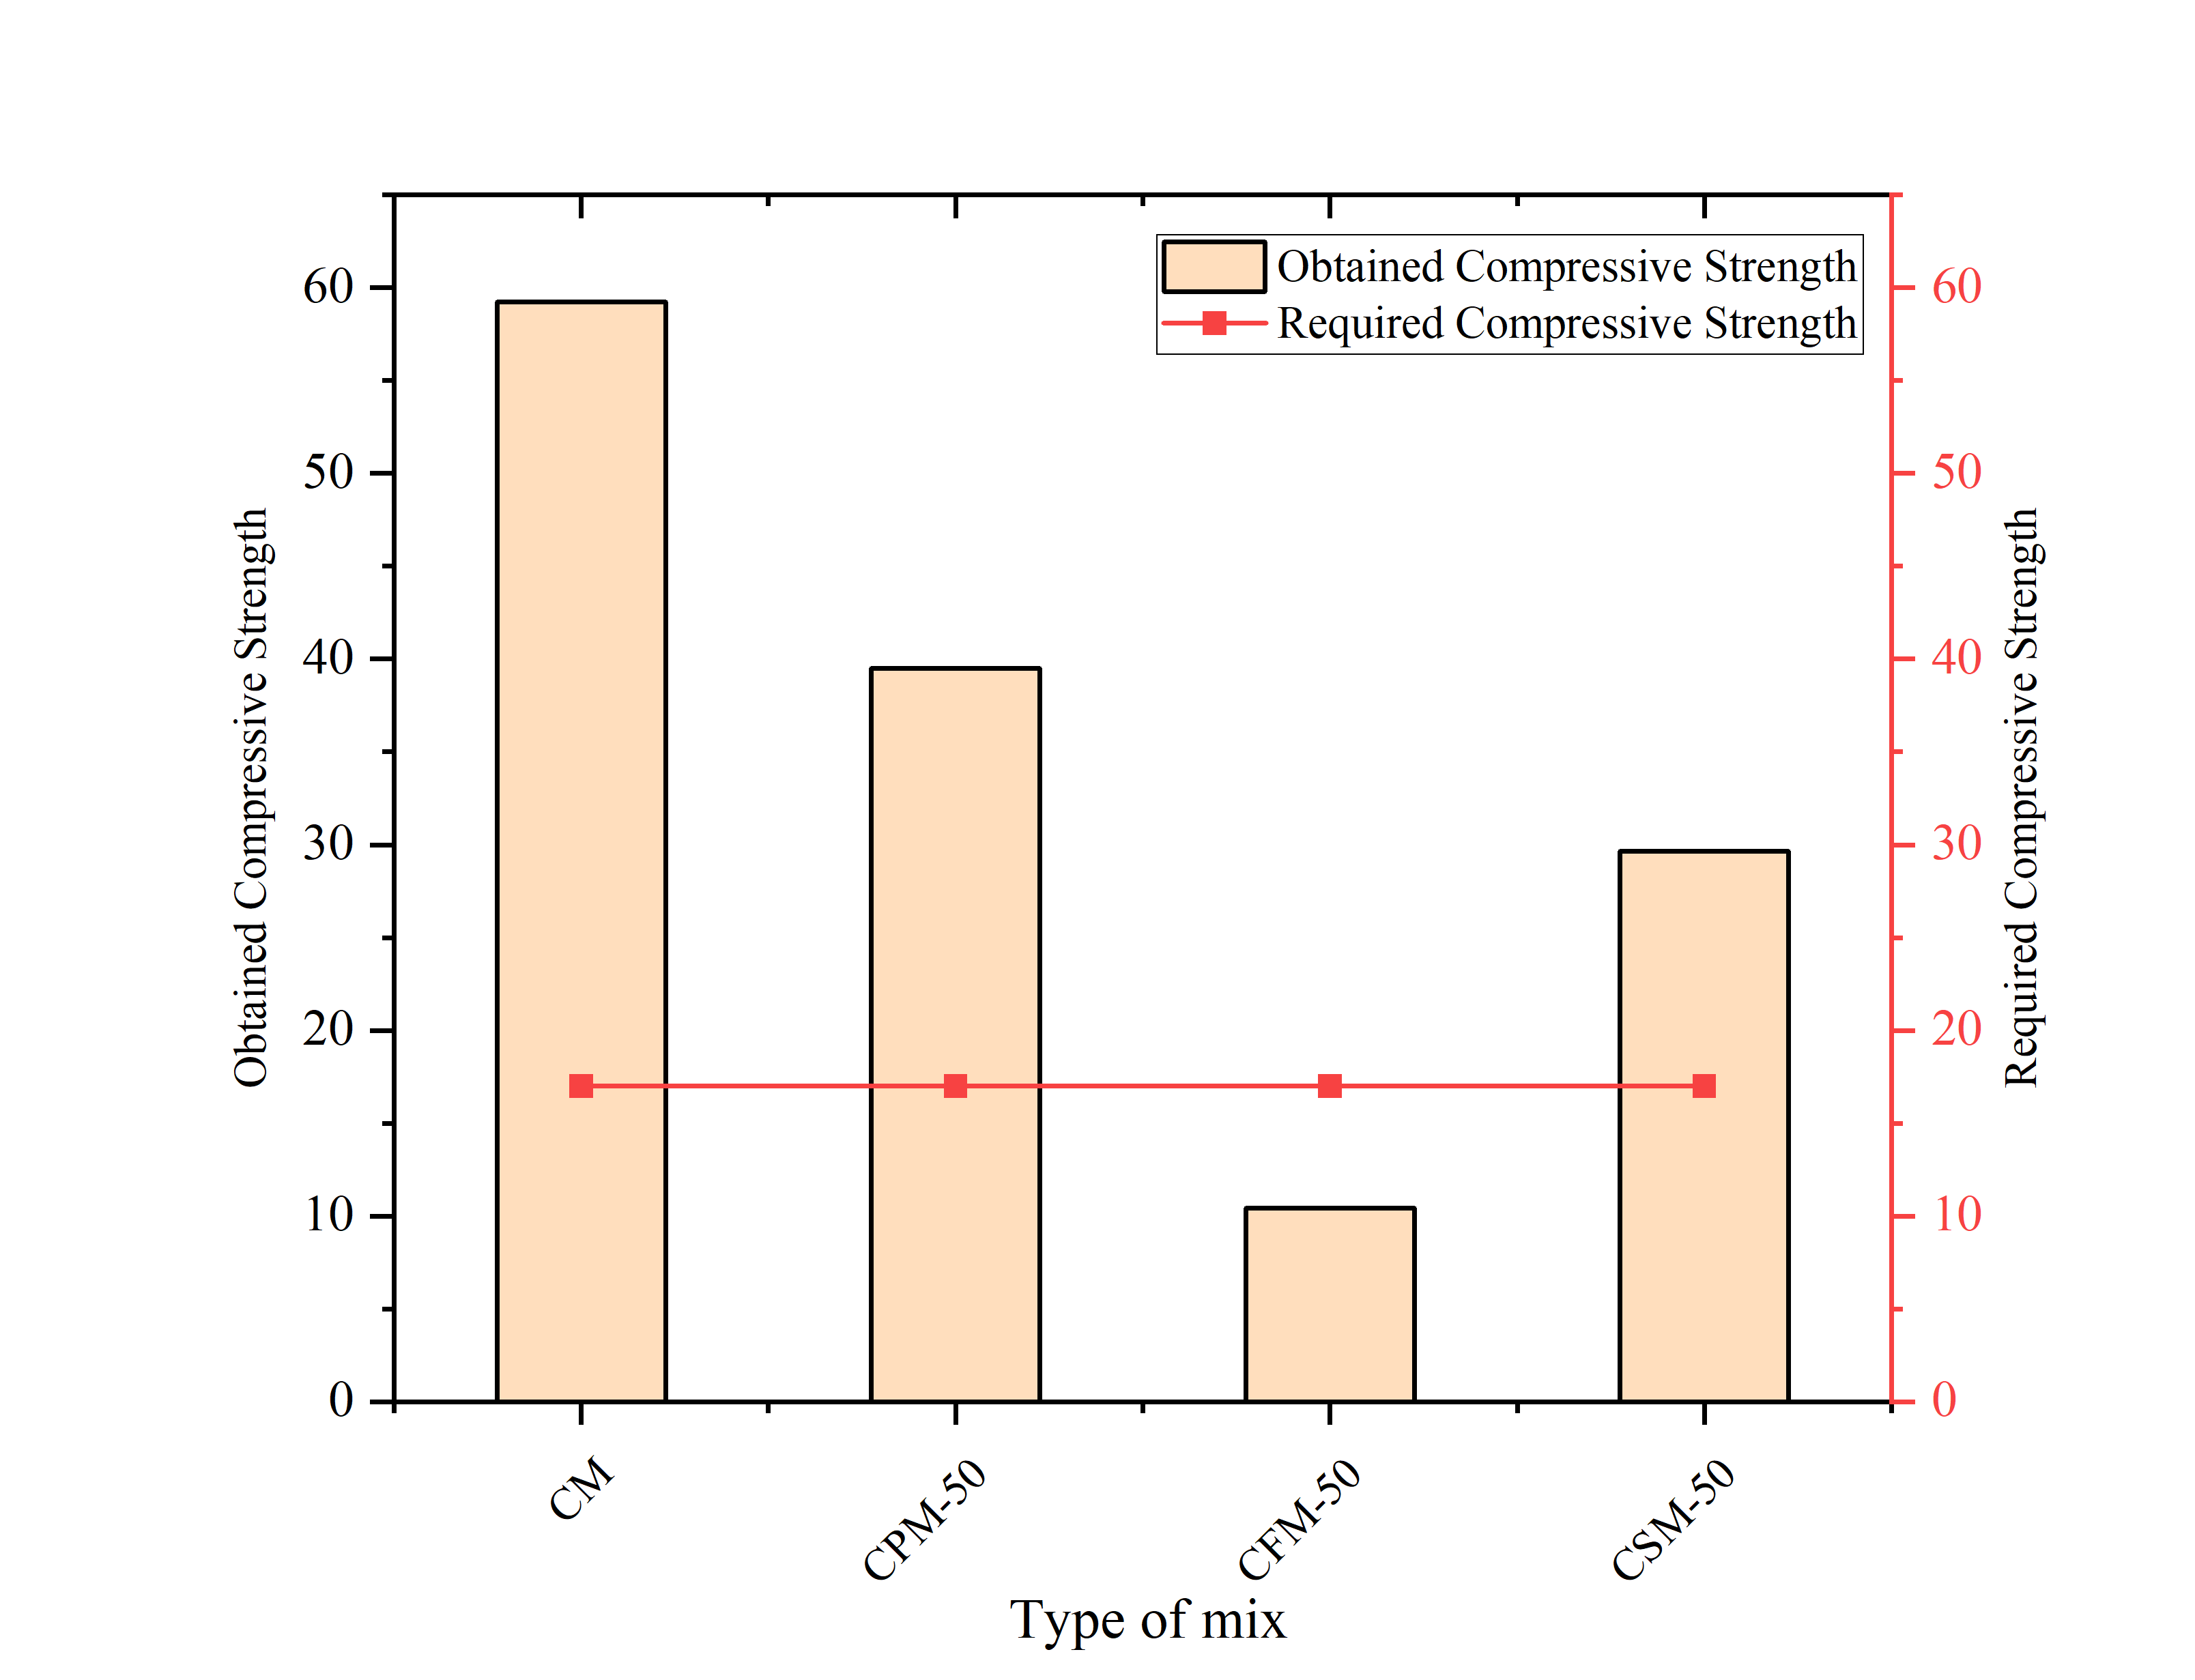 Obtained Compressive Strength
Required Compressive Strength
60
50
40
30
20
10
0
Obtained Compressive Strength
60
50
40
30
20
10
0
Required Compressive Strength
CM
CPM-50
CFM-50
CSM-50
Type of mix